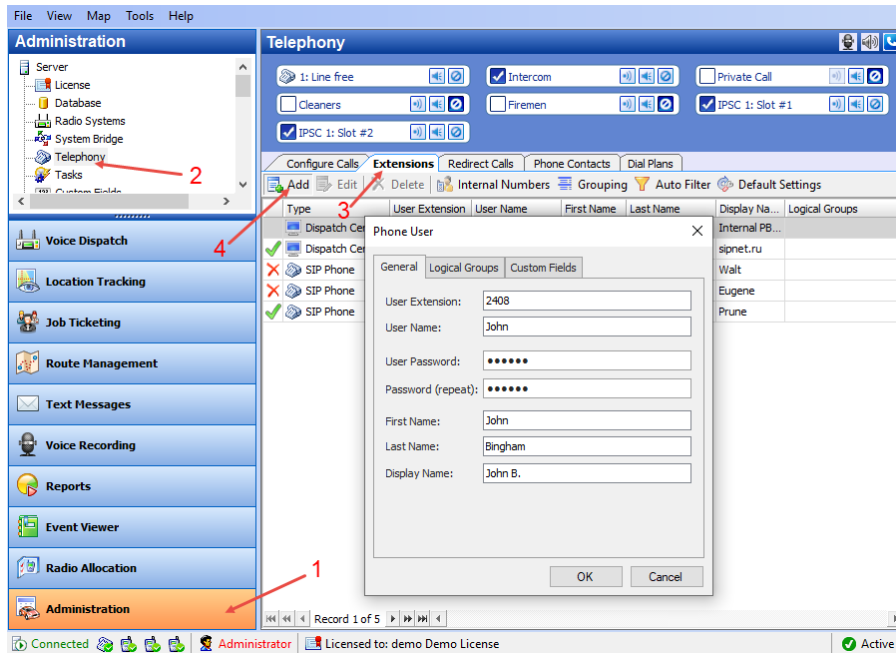 File View Map Tools Help
Administration
Telephony
Server
License
Database
Radio Systems
System Bridge
Telephony
Tasks
Custom Fields
2
1: Line free
Intercom
Private Call
Cleaners
Firemen
IPSC 1: Slot #1
IPSC 1: Slot #2
Configure Calls Extensions Redirect Calls Phone Contacts Dial Plans
Add Edit Delete Internal Numbers Grouping Auto Filter Default Settings
3
4
Type User Extension User Name First Name Last Name Display Na... Logical Groups
Dispatch Cer Internal PB...
Dispatch Cer sipnet.ru
SIP Phone Walt
SIP Phone Eugene
SIP Phone Prune
Phone User
General Logical Groups Custom Fields
User Extension: 2408
User Name: John
User Password: ••••••
Password (repeat): ••••••
First Name: John
Last Name: Bingham
Display Name: John B.
OK Cancel
Voice Dispatch
Location Tracking
Job Ticketing
Route Management
Text Messages
Voice Recording
Reports
Event Viewer
Radio Allocation
Administration
1
Record 1 of 5
Connected Administrator Licensed to: demo Demo License Active